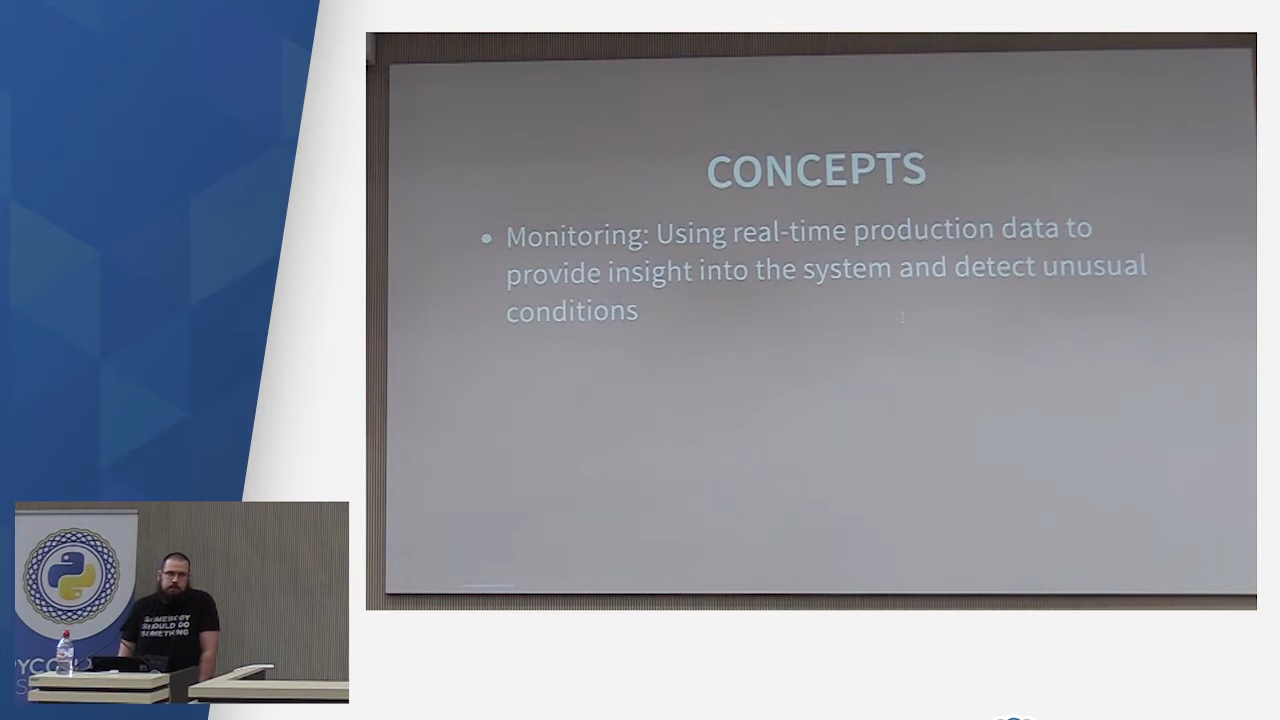 CONCEPTS
• Monitoring: Using real-time production data to
provide insight into the system and detect unusual
conditions
SOMEBODY
SHOULD DO
SOMETHING
PYCON